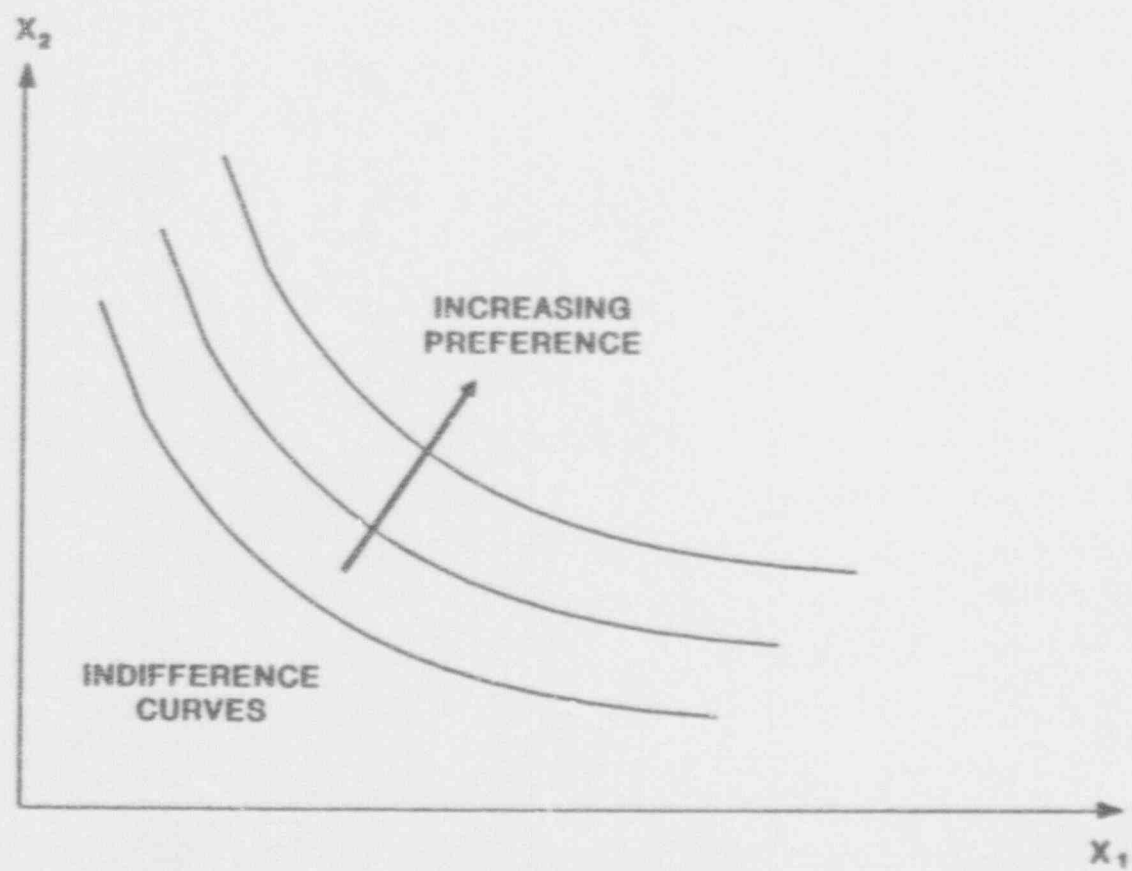 X₂
INCREASING
PREFERENCE
INDIFFERENCE
CURVES
X₁